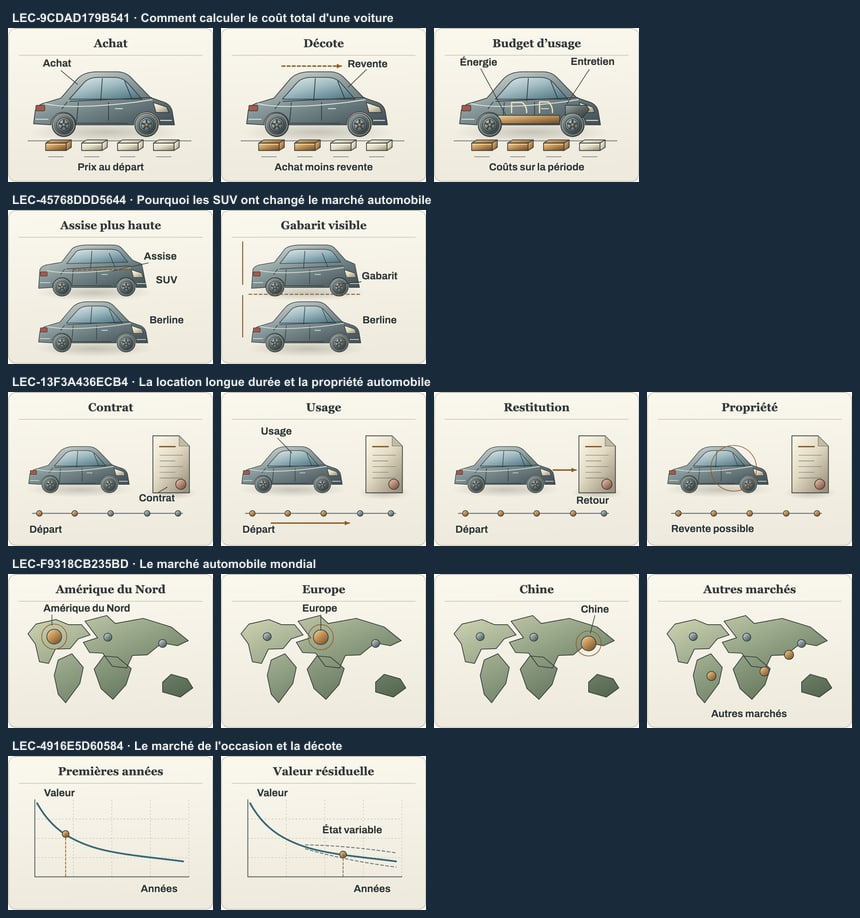 LEC-9CDAD179B541 · Comment calculer le coût total d'une voiture
Achat
Achat
Prix au départ
Décote
Revente
Achat moins revente
Budget d’usage
Énergie
Entretien
Coûts sur la période
LEC-45768DDD5644 · Pourquoi les SUV ont changé le marché automobile
Assise plus haute
Assise
SUV
Berline
Gabarit visible
Gabarit
Berline
LEC-13F3A436ECB4 · La location longue durée et la propriété automobile
Contrat
Contrat
Départ
Usage
Usage
Départ
Restitution
Retour
Départ
Propriété
Revente possible
LEC-F9318CB235BD · Le marché automobile mondial
Amérique du Nord
Amérique du Nord
Europe
Europe
Chine
Chine
Autres marchés
Autres marchés
LEC-4916E5D60584 · Le marché de l'occasion et la décote
Premières années
Valeur
Années
Valeur résiduelle
Valeur
État variable
Années